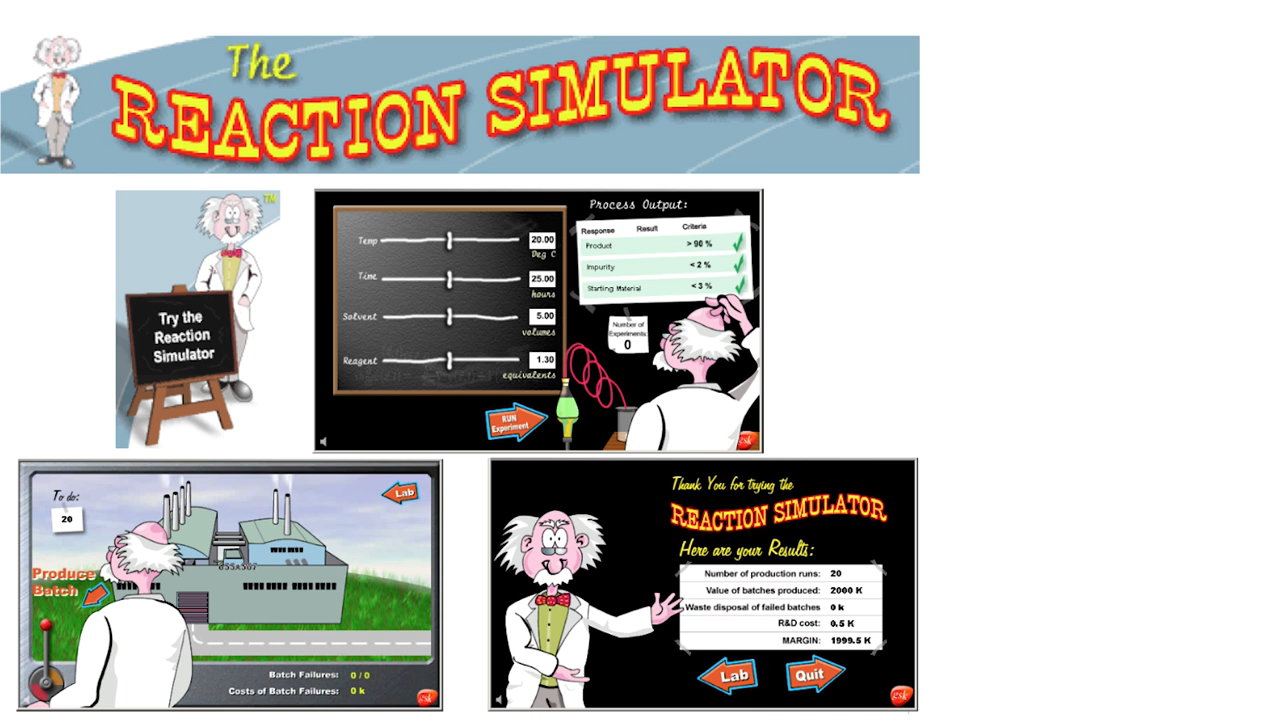 The
REACTION SIMULATOR
TM
Try the
Reaction
Simulator
Temp
20.00
Deg C
Time
25.00
hours
Solvent
5.00
volumes
Reagent
1.30
equivalents
RUN
Experiment
Process Output:
Response Result Criteria
Product > 90 %
Impurity < 2 %
Starting Material < 3 %
Number of
Experiments:
0
gsk
To do:
20
Lab
Produce
Batch
Batch Failures: 0 / 0
Costs of Batch Failures: 0 k
gsk
Thank You for trying the
REACTION SIMULATOR
Here are your Results:
Number of production runs: 20
Value of batches produced: 2000 K
Waste disposal of failed batches 0 k
R&D cost: 0.5 K
MARGIN: 1999.5 K
Lab
Quit
gsk